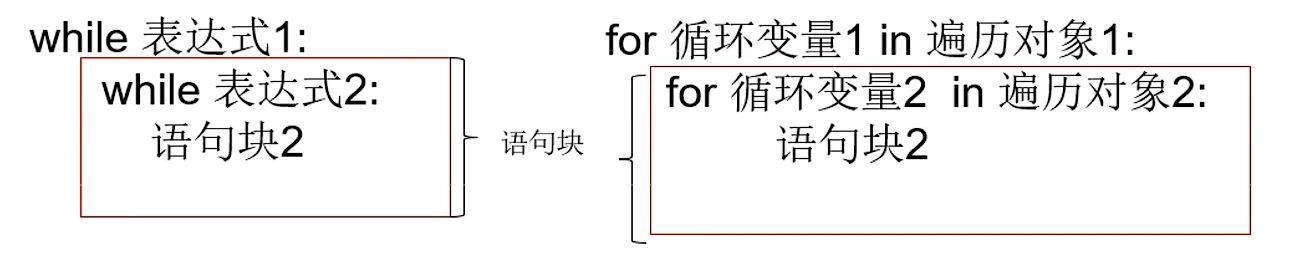 while 表达式1:
while 表达式2:
语句块2
语句块
for 循环变量1 in 遍历对象1:
for 循环变量2  in 遍历对象2:
语句块2